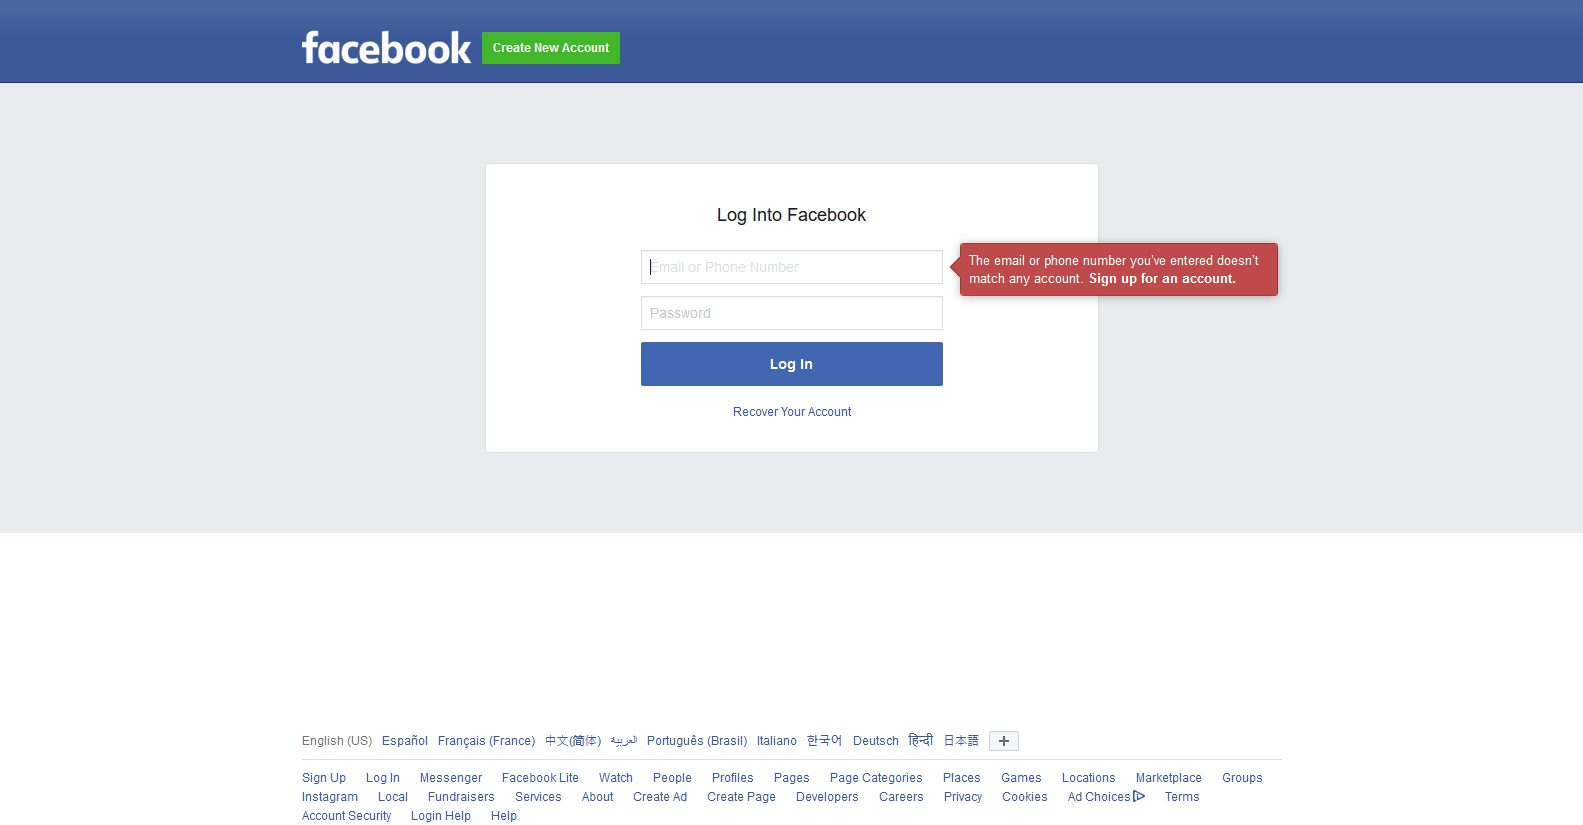 facebook Create New Account
Log Into Facebook
Email or Phone Number
The email or phone number you've entered doesn't
match any account. Sign up for an account.
Password
Log In
Recover Your Account
English (US) Español Français (France) 中文(简体) العربية Português (Brasil) Italiano 한국어 Deutsch हिन्दी 日本語
Sign Up Log In Messenger Facebook Lite Watch People Profiles Pages Page Categories Places Games Locations Marketplace Groups
Instagram Local Fundraisers Services About Create Ad Create Page Developers Careers Privacy Cookies Ad Choices Terms
Account Security Login Help Help